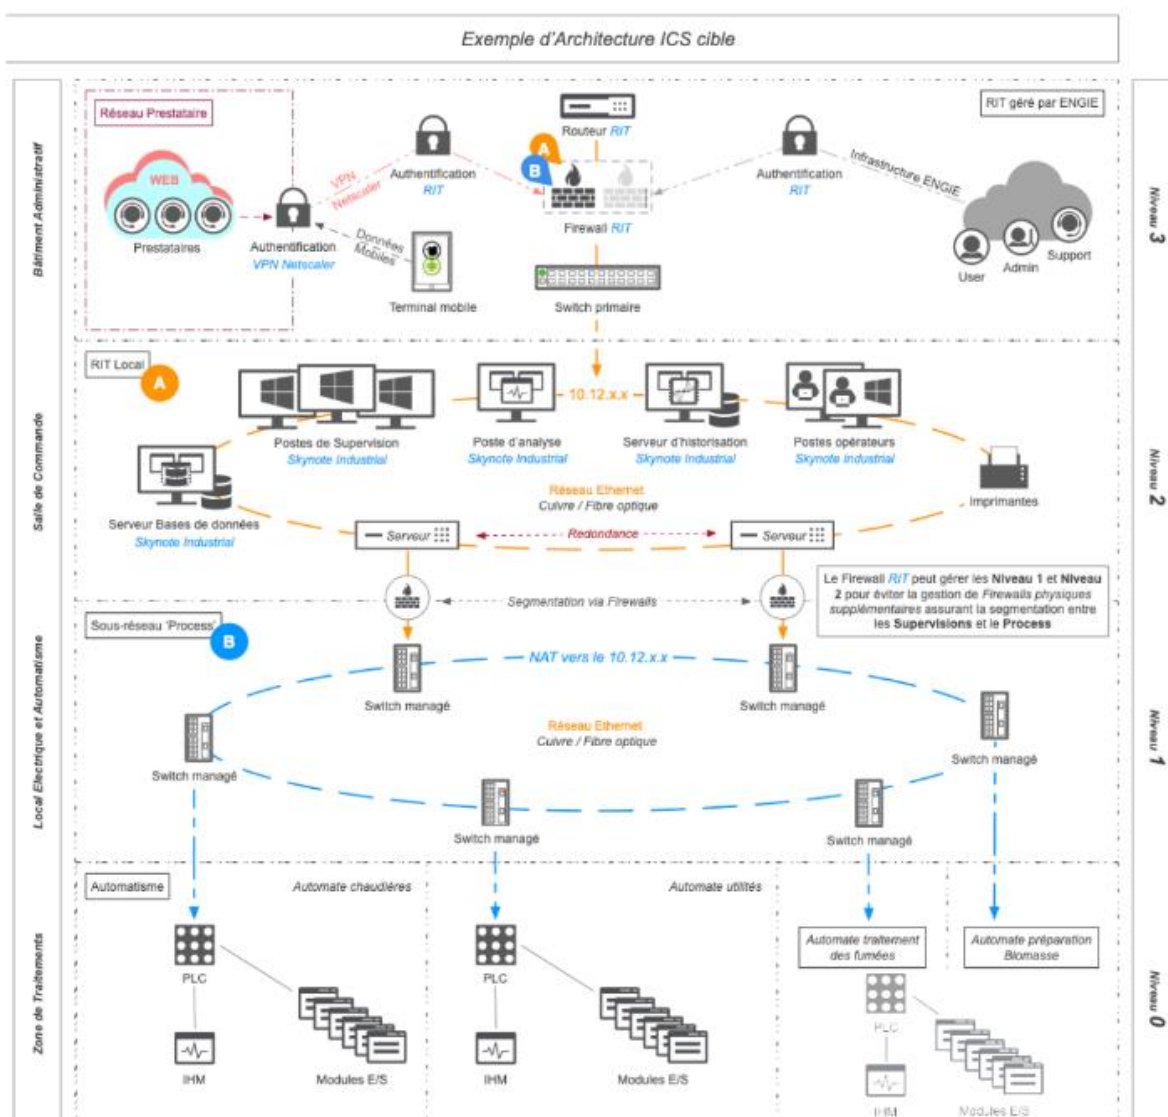 Exemple d'Architecture ICS cible
Bâtiment Administratif
Réseau Prestataire
WEB
Prestataires
VPN
Netscaler
Authentification
VPN Netscaler
Données
Mobiles
Terminal mobile
Authentification
RIT
Routeur RIT
A
B
Firewall RIT
Switch primaire
Authentification
RIT
Infrastructure ENGIE
RIT géré par ENGIE
User
Admin
Support
Niveau 3
Salle de Commande
RIT Local
A
10.12.x.x
Postes de Supervision
Skynote Industrial
Poste d'analyse
Skynote Industrial
Serveur d'historisation
Skynote Industrial
Postes opérateurs
Skynote Industrial
Imprimantes
Serveur Bases de données
Skynote Industrial
Réseau Ethernet
Cuivre / Fibre optique
Serveur
Redondance
Serveur
Segmentation via Firewalls
Le Firewall RIT peut gérer les Niveau 1 et Niveau
2 pour éviter la gestion de Firewalls physiques
supplémentaires assurant la segmentation entre
les Supervisions et le Process
Niveau 2
Local Electrique et Automatisme
Sous-réseau 'Process'
B
NAT vers le 10.12.x.x
Switch managé
Switch managé
Réseau Ethernet
Cuivre / Fibre optique
Switch managé
Switch managé
Switch managé
Switch managé
Niveau 1
Zone de Traitements
Automatisme
Automate chaudières
PLC
IHM
Modules E/S
Automate utilités
PLC
IHM
Modules E/S
Automate traitement
des fumées
Automate préparation
Biomasse
PLC
IHM
Modules E/S
Niveau 0